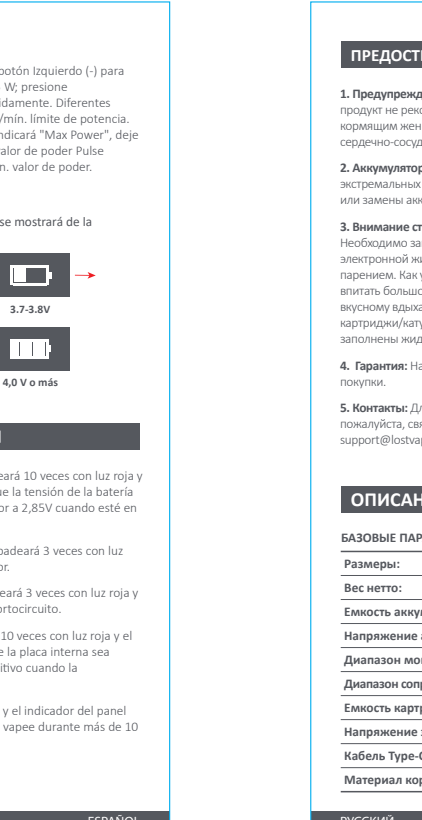 botón Izquierdo (-) para
W; presione
idamente. Diferentes
/mín. límite de potencia.
ndicará "Max Power", deje
valor de poder Pulse
n. valor de poder.
se mostrará de la
3.7-3.8V
4,0 V o más
eará 10 veces con luz roja y
ue la tensión de la batería
or a 2,85V cuando esté en
padeará 3 veces con luz
or.
eará 3 veces con luz roja y
ortocircuito.
10 veces con luz roja y el
e la placa interna sea
itivo cuando la
y el indicador del panel
vapee durante más de 10
ESPAÑOL
ПРЕДОСТ
1. Предупрежд
продукт не реко
кормящим жен
сердечно-сосуд
2. Аккумулятор
экстремальных
или замены акк
3. Внимание ст
Необходимо за
электронной жи
парением. Как у
впитать большо
вкусному вдыха
картриджи/кату
заполнены жид
4. Гарантия: На
покупки.
5. Контакты: Дл
пожалуйста, свя
support@lostva
ОПИСАН
БАЗОВЫЕ ПАР
Размеры:
Вес нетто:
Емкость акку
Напряжение
Диапазон мо
Диапазон соп
Емкость карт
Напряжение
Кабель Type-C
Материал кор
РУССКИЙ